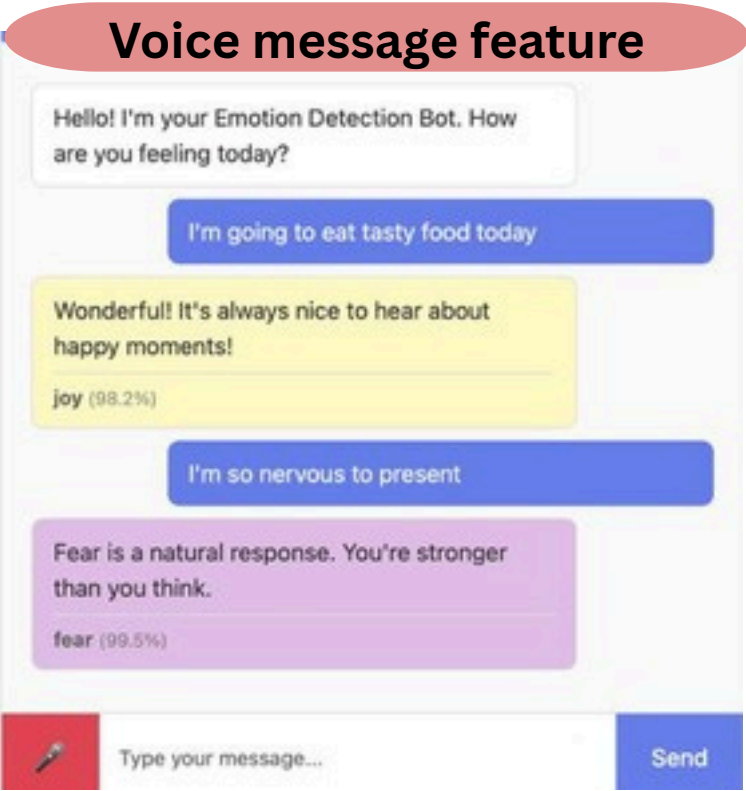 Voice message feature
Hello! I'm your Emotion Detection Bot. How
are you feeling today?
I'm going to eat tasty food today
Wonderful! It's always nice to hear about
happy moments!
joy (98.2%)
I'm so nervous to present
Fear is a natural response. You're stronger
than you think.
fear (99.5%)
Type your message...
Send